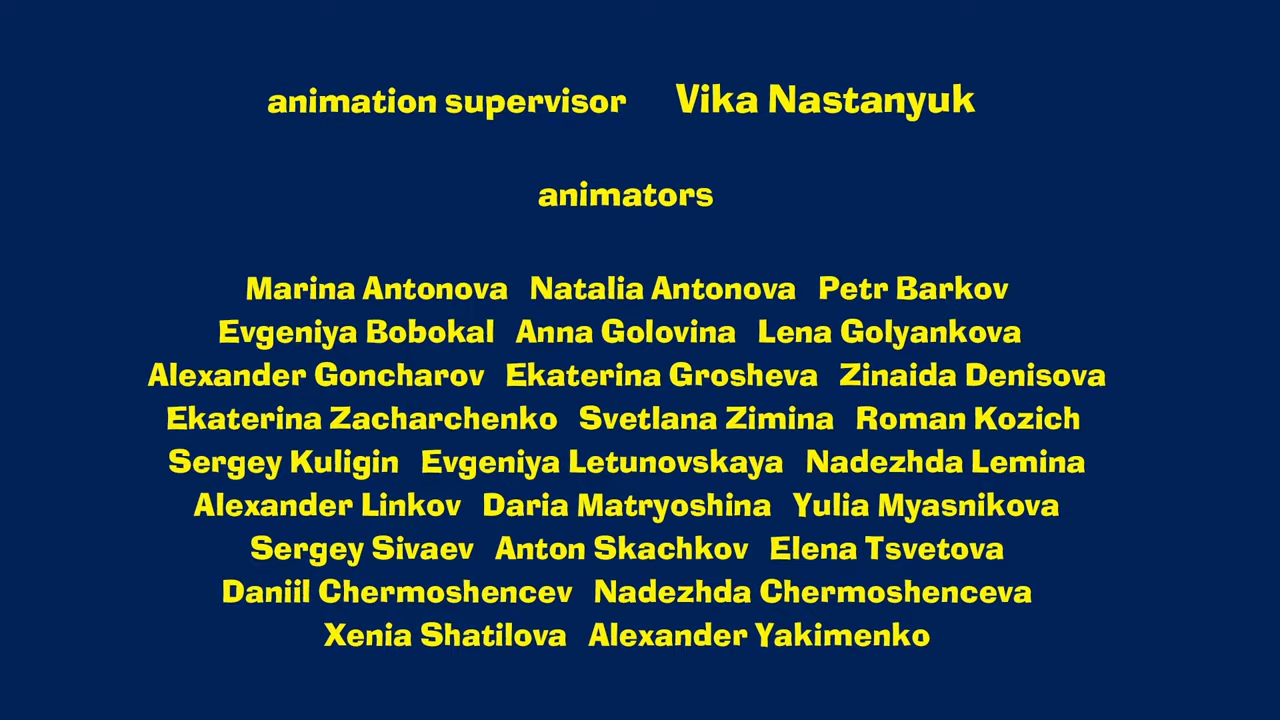 animation supervisor Vika Nastanyuk
animators
Marina Antonova Natalia Antonova Petr Barkov
Evgeniya Bobokal Anna Golovina Lena Golyankova
Alexander Goncharov Ekaterina Grosheva Zinaida Denisova
Ekaterina Zacharchenko Svetlana Zimina Roman Kozich
Sergey Kuligin Evgeniya Letunovskaya Nadezhda Lemina
Alexander Linkov Daria Matryoshina Yulia Myasnikova
Sergey Sivaev Anton Skachkov Elena Tsvetova
Daniil Chermoshencev Nadezhda Chermoshenceva
Xenia Shatilova Alexander Yakimenko